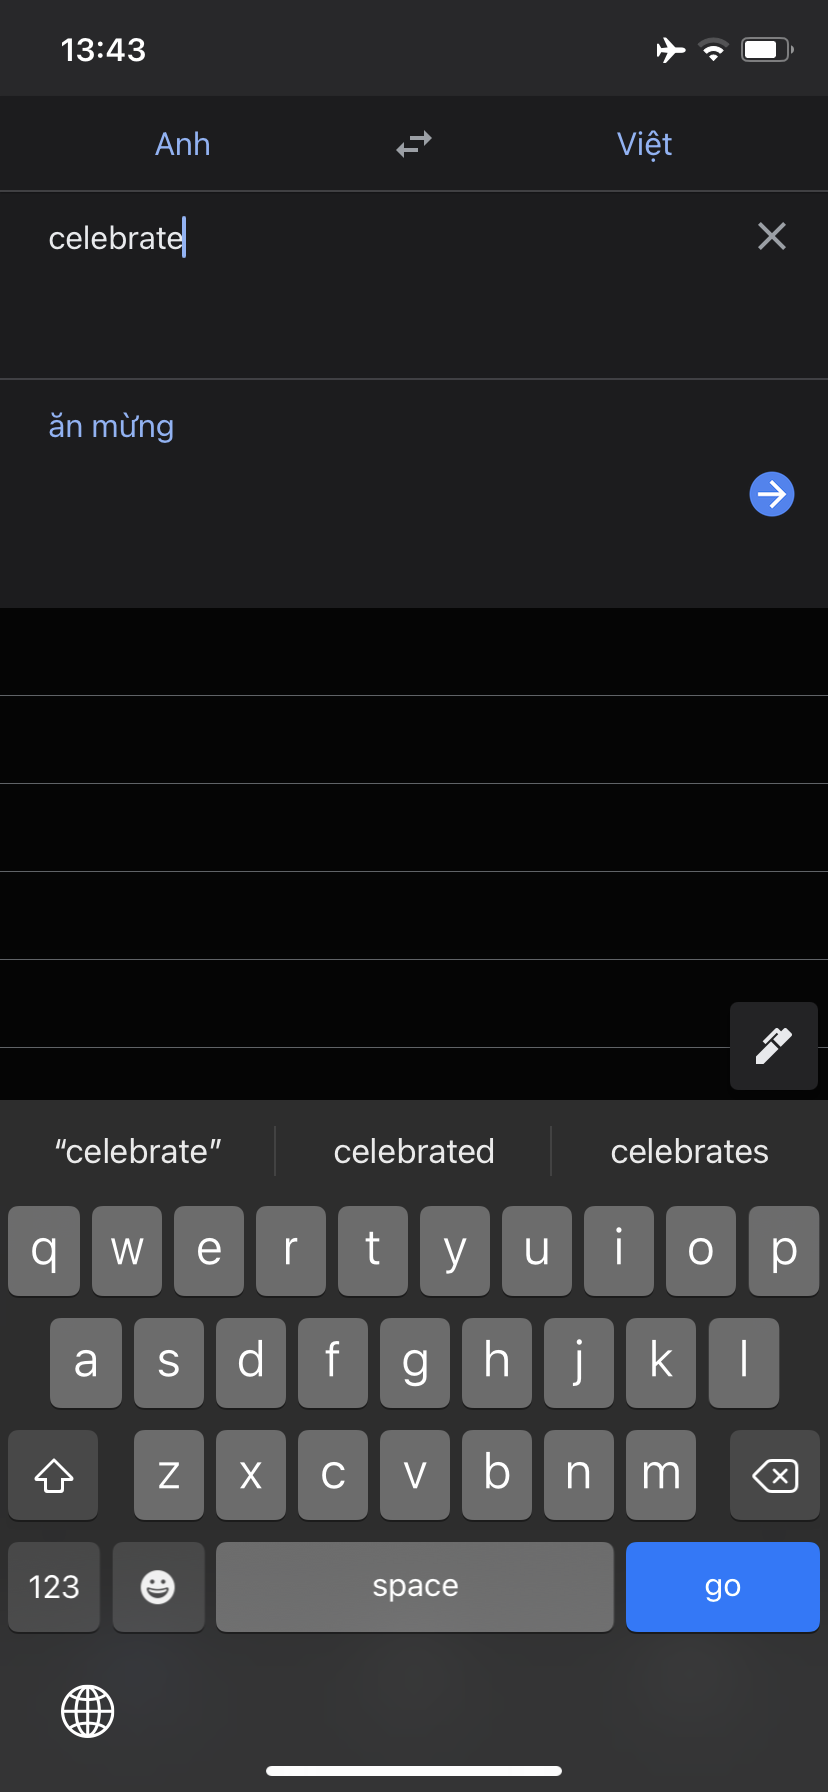 13:43
Anh Việt
celebrate
ăn mừng
“celebrate” celebrated celebrates
q w e r t y u i o p
a s d f g h j k l
z x c v b n m
123 space go